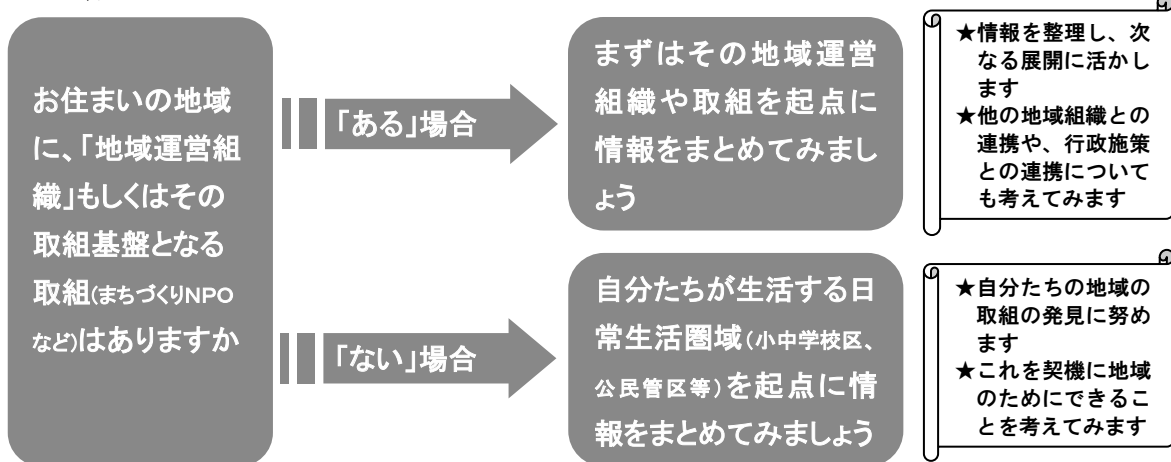 お住まいの地域
に、「地域運営組
織」もしくはその
取組基盤となる
取組(まちづくりNPO
など)はありますか
「ある」場合
まずはその地域運営
組織や取組を起点に
情報をまとめてみまし
ょう
★情報を整理し、次
なる展開に活かし
ます
★他の地域組織との
連携や、行政施策
との連携について
も考えてみます
「ない」場合
自分たちが生活する日
常生活圏域(小中学校区、
公民管区等)を起点に情
報をまとめてみましょう
★自分たちの地域の
取組の発見に努め
ます
★これを契機に地域
のためにできるこ
とを考えてみます